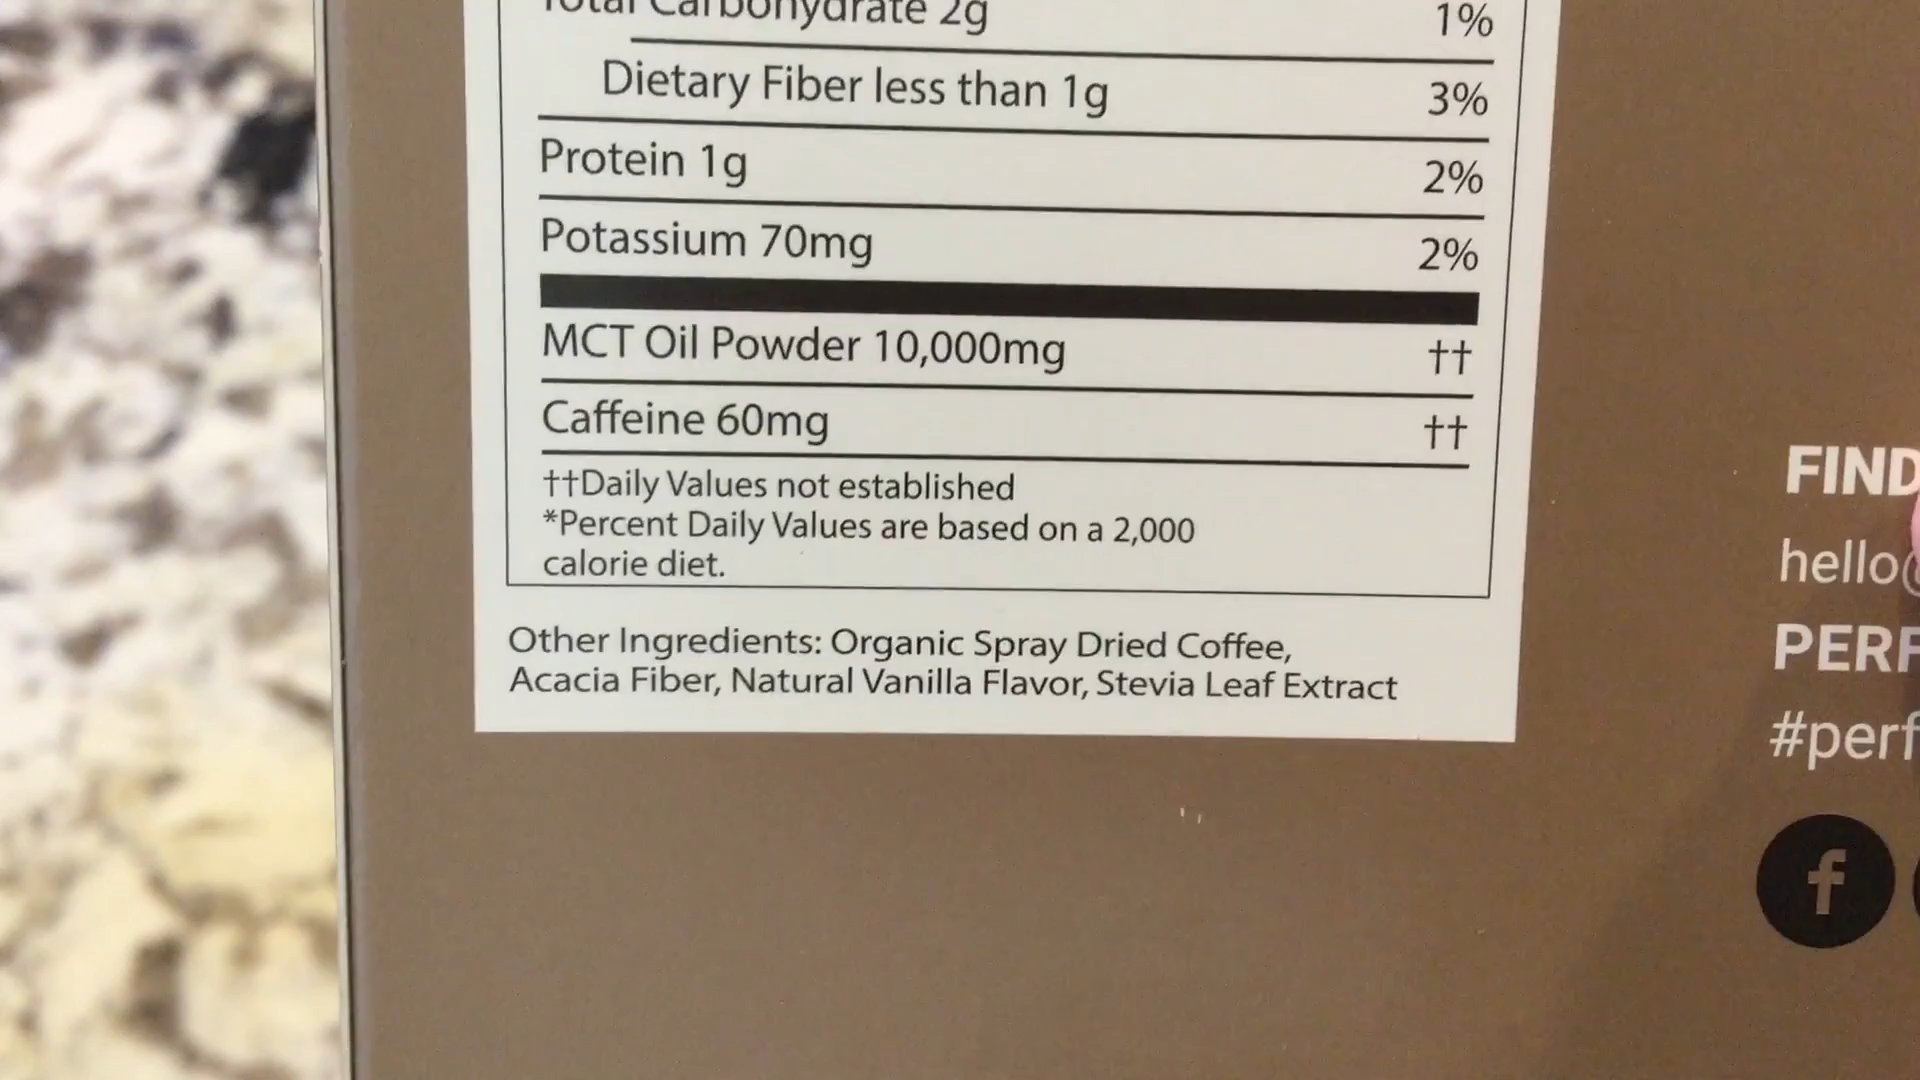 Total Carbohydrate 2g 1%
Dietary Fiber less than 1g 3%
Protein 1g 2%
Potassium 70mg 2%
MCT Oil Powder 10,000mg ††
Caffeine 60mg ††
††Daily Values not established
*Percent Daily Values are based on a 2,000
calorie diet.
Other Ingredients: Organic Spray Dried Coffee,
Acacia Fiber, Natural Vanilla Flavor, Stevia Leaf Extract
FIND
hello@
PERF
#perf
f